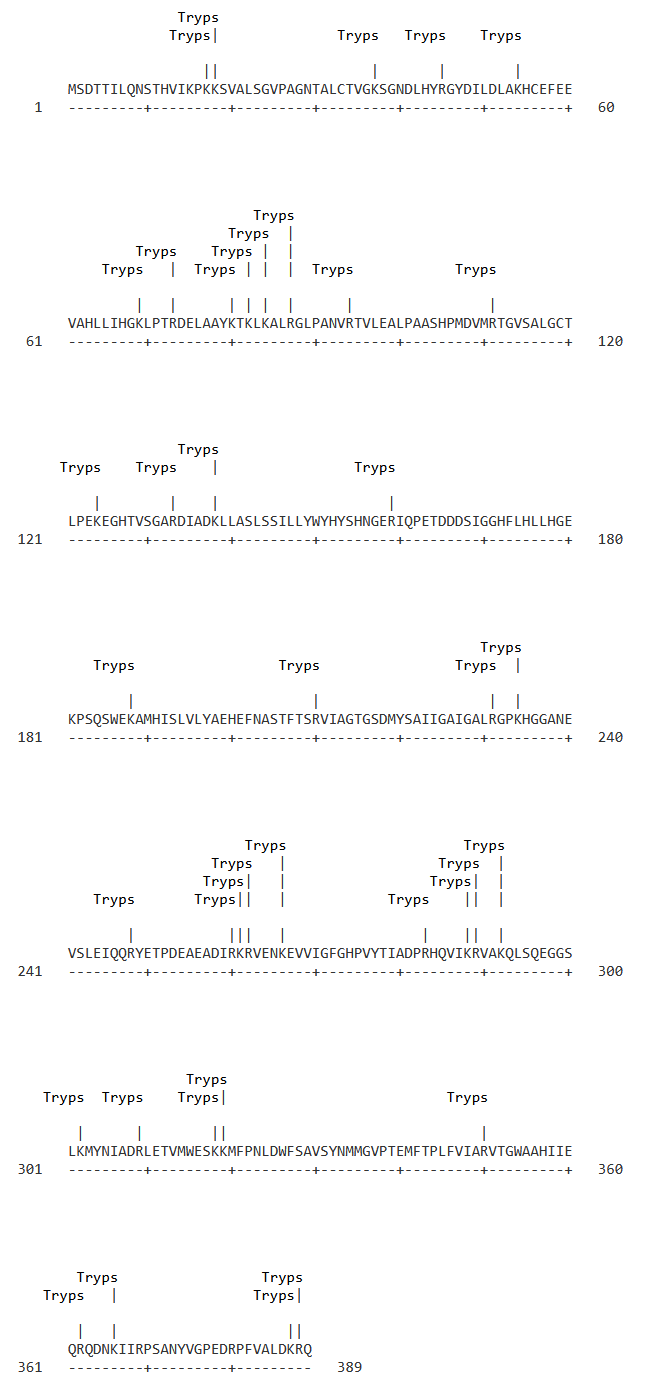 Tryps
Tryps| Tryps Tryps Tryps
|| | | |
MSDTTILQNSTHVIKPKKSVALSGVPAGNTALCTVGKSGNDLHYRGYDILDLAKHCEFEE
1 ---------+---------+---------+---------+---------+---------+ 60
Tryps
Tryps |
Tryps Tryps | |
Tryps | Tryps | | | Tryps Tryps
| | | | | | | |
VAHLLIHGKLPTRDELAAYKTKLKALRGLPANVRTVLEALPAASHPMDVMRTGVSALGCT
61 ---------+---------+---------+---------+---------+---------+ 120
Tryps
Tryps Tryps | Tryps
| | | |
LPEKEGHTVSGARDIADKLLASLSSILLYWYHYSHNGERIQPETDDDSIGGHFLHLLHGE
121 ---------+---------+---------+---------+---------+---------+ 180
Tryps
Tryps Tryps Tryps |
| | | |
KPSQSWEKAMHISLVLYAEHEFNASTFTSRVIAGTGSDMYSAIIGAIGALRGPKHGGANE
181 ---------+---------+---------+---------+---------+---------+ 240
Tryps Tryps
Tryps | Tryps |
Tryps| | Tryps| |
Tryps Tryps|| | Tryps || |
| ||| | | || |
VSLEIQQRYETPDEAEADIRKRVENKEVVIGFGHPVYTIADPRHQVIKRVAKQLSQEGGS
241 ---------+---------+---------+---------+---------+---------+ 300
Tryps
Tryps Tryps Tryps| Tryps
| | || |
LKMYNIADRLETVMWESKKMFPNLDWFSAVSYNMMGVPTEMFTPLFVIARVTGWAAHIIE
301 ---------+---------+---------+---------+---------+---------+ 360
Tryps Tryps
Tryps | Tryps|
| | ||
QRQDNKIIRPSANYVGPEDRPFVALDKRQ
361 ---------+---------+--------- 389